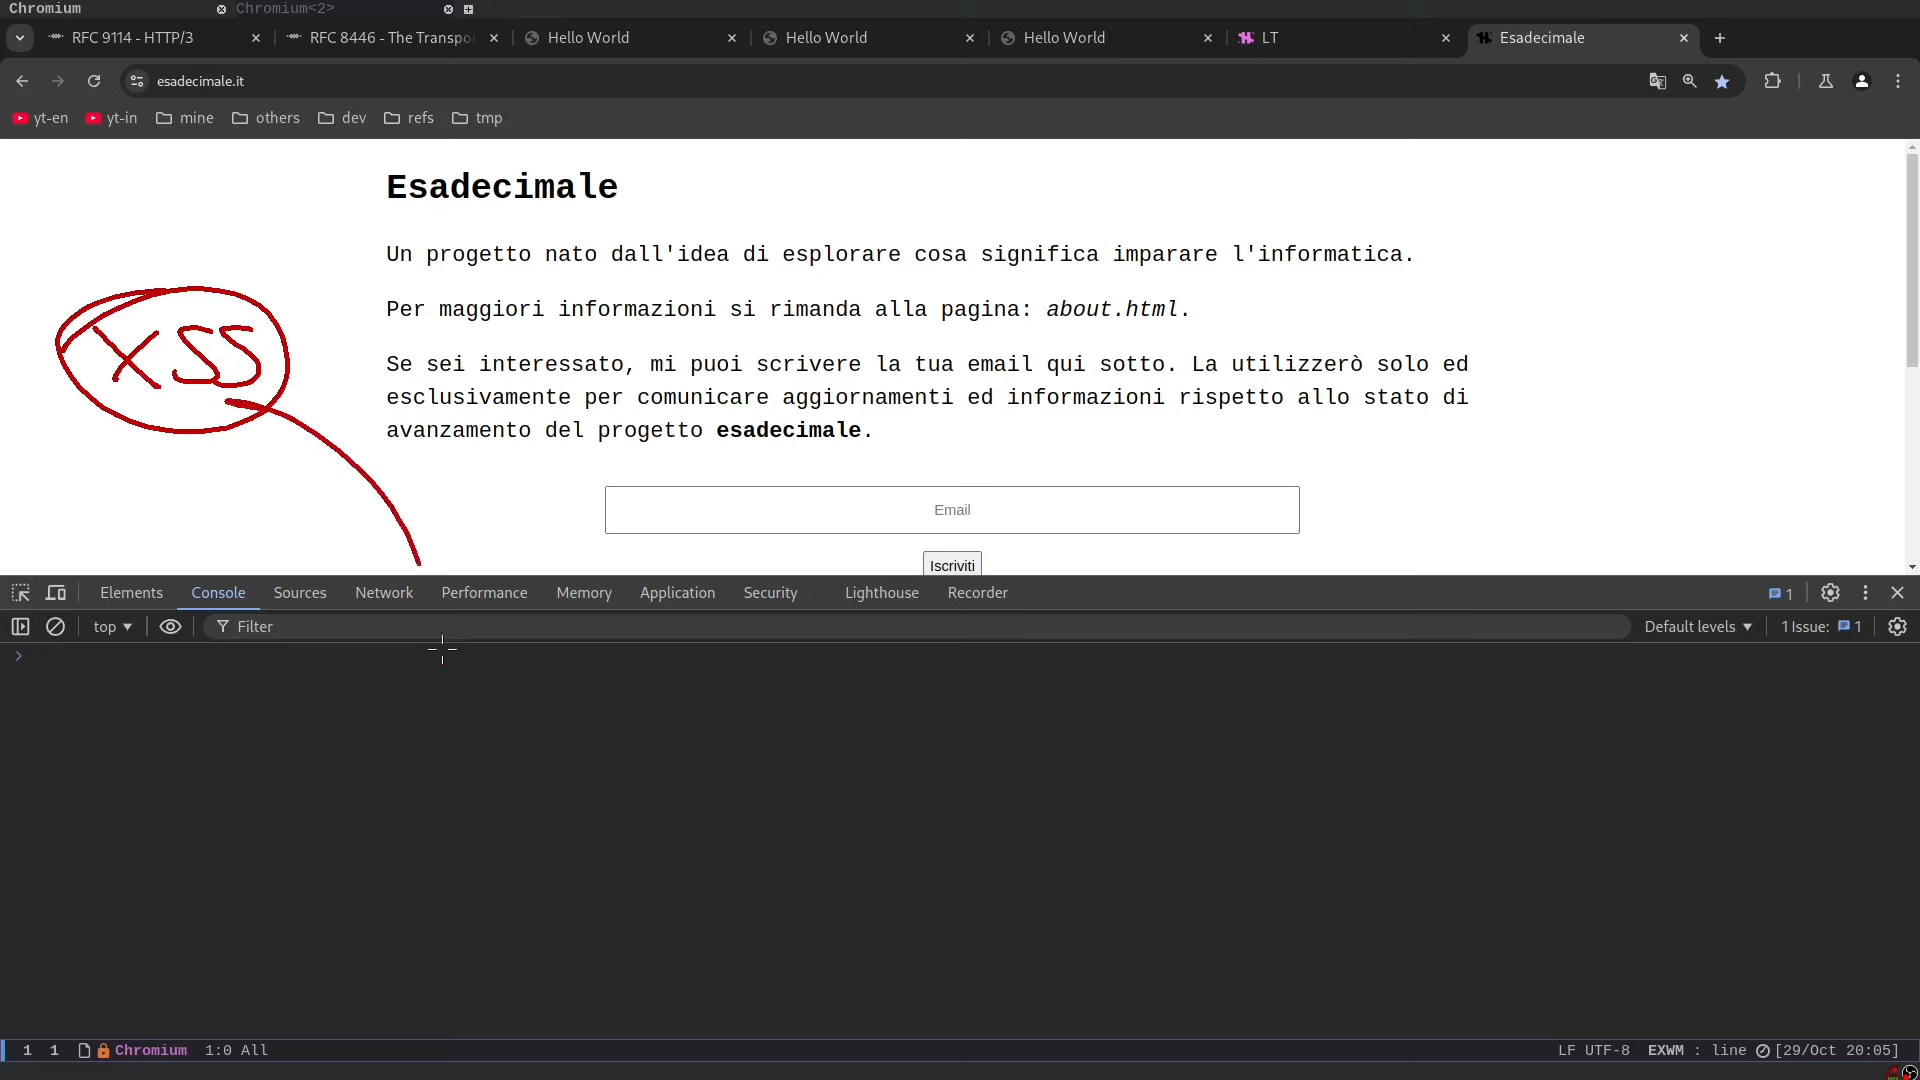 Chromium Chromium<2>
RFC 9114 - HTTP/3 RFC 8446 - The Transpo Hello World Hello World Hello World LT Esadecimale
esadecimale.it
yt-en yt-in mine others dev refs tmp
Esadecimale
Un progetto nato dall'idea di esplorare cosa significa imparare l'informatica.
Per maggiori informazioni si rimanda alla pagina: about.html.
XSS
Se sei interessato, mi puoi scrivere la tua email qui sotto. La utilizzerò solo ed
esclusivamente per comunicare aggiornamenti ed informazioni rispetto allo stato di
avanzamento del progetto esadecimale.
Email
Iscriviti
Elements Console Sources Network Performance Memory Application Security Lighthouse Recorder 1
top Filter Default levels 1 Issue: 1
1 1 Chromium 1:0 All LF UTF-8 EXWM : line [29/Oct 20:05]